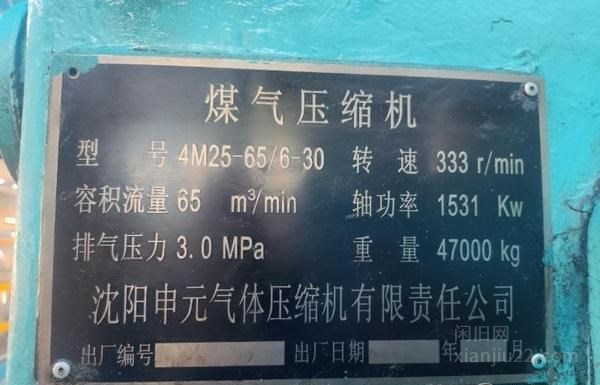 煤气压缩机
型 号 4M25-65/6-30 转 速 333 r/min
容积流量 65 m³/min 轴功率 1531 Kw
排气压力 3.0 MPa 重 量 47000 kg
沈阳申元气体压缩机有限责任公司
出厂编号 出厂日期 年 月
闲旧网
xianjiu22.com